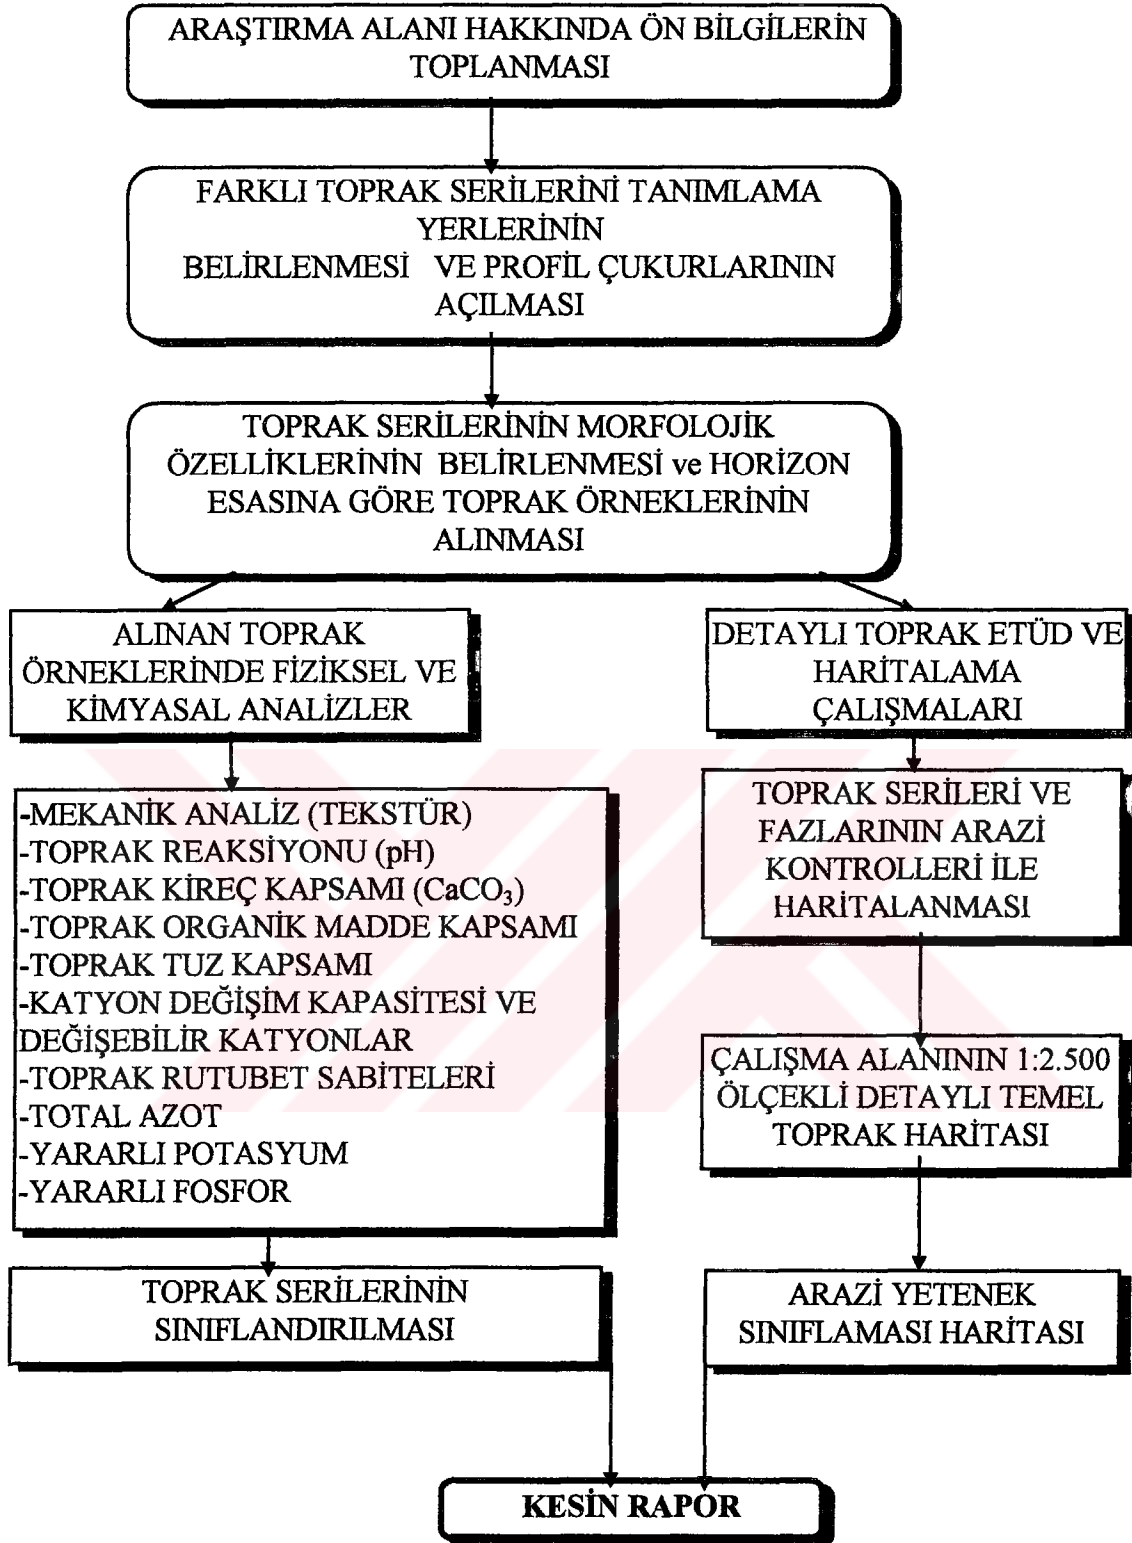 ARAŞTIRMA ALANI HAKKINDA ÖN BİLGİLERİN
TOPLANMASI
FARKLI TOPRAK SERİLERİNİ TANIMLAMA
YERLERİNİN
BELİRLENMESİ VE PROFİL ÇUKURLARININ
AÇILMASI
TOPRAK SERİLERİNİN MORFOLOJİK
ÖZELLİKLERİNİN BELİRLENMESİ ve HORİZON
ESASINA GÖRE TOPRAK ÖRNEKLERİNİN
ALINMASI
ALINAN TOPRAK
ÖRNEKLERİNDE FİZİKSEL VE
KİMYASAL ANALİZLER
-MEKANİK ANALİZ (TEKSTÜR)
-TOPRAK REAKSİYONU (pH)
-TOPRAK KİREÇ KAPSAMI (CaCO₃)
-TOPRAK ORGANİK MADDE KAPSAMI
-TOPRAK TUZ KAPSAMI
-KATYON DEĞİŞİM KAPASİTESİ VE
DEĞİŞEBİLİR KATYONLAR
-TOPRAK RUTUBET SABİTELERİ
-TOTAL AZOT
-YARARLI POTASYUM
-YARARLI FOSFOR
TOPRAK SERİLERİNİN
SINIFLANDIRILMASI
DETAYLI TOPRAK ETÜD VE
HARİTALAMA
ÇALIŞMALARI
TOPRAK SERİLERİ VE
FAZLARININ ARAZİ
KONTROLLERİ İLE
HARİTALANMASI
ÇALIŞMA ALANININ 1:2.500
ÖLÇEKLİ DETAYLI TEMEL
TOPRAK HARİTASI
ARAZİ YETENEK
SINIFLAMASI HARİTASI
KESİN RAPOR